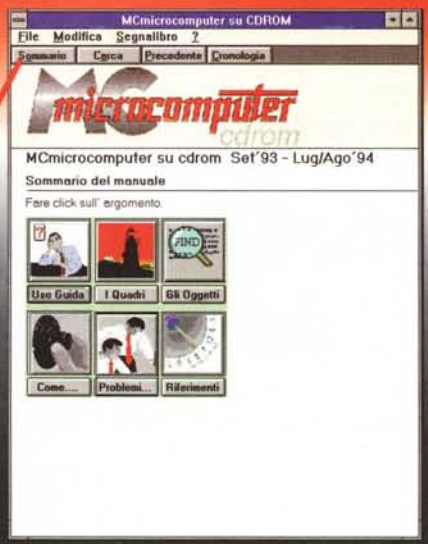 MCmicrocomputer su CDROM
File Modifica Segnalibro ?
Sommario Cerca Precedente Cronologia
MC microcomputer
cdrom
MCmicrocomputer su cdrom Set'93 - Lug/Ago'94
Sommario del manuale
Fare click sull' argomento.
?
FIND
Uso Guida I Quadri Gli Oggetti
Come.... Problemi... Riferimenti